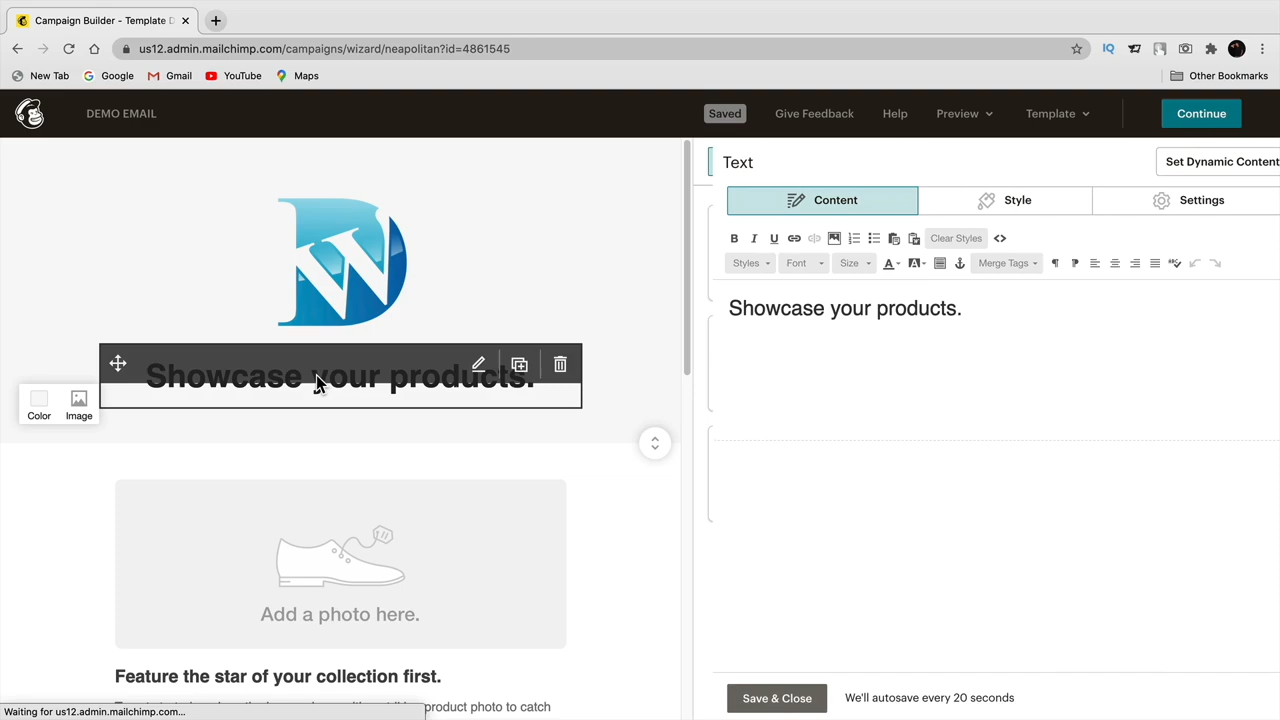 Campaign Builder - Template D
us12.admin.mailchimp.com/campaigns/wizard/neapolitan?id=4861545
New Tab
Google
Gmail
YouTube
Maps
Other Bookmarks
DEMO EMAIL
Saved
Give Feedback
Help
Preview
Template
Continue
Text
Set Dynamic Content
Content
Style
Settings
B I U
Clear Styles
Styles
Font
Size
A
A
Merge Tags
Showcase your products.
Showcase your products.
Color
Image
Add a photo here.
Feature the star of your collection first.
product photo to catch
Save & Close
We'll autosave every 20 seconds
Waiting for us12.admin.mailchimp.com...